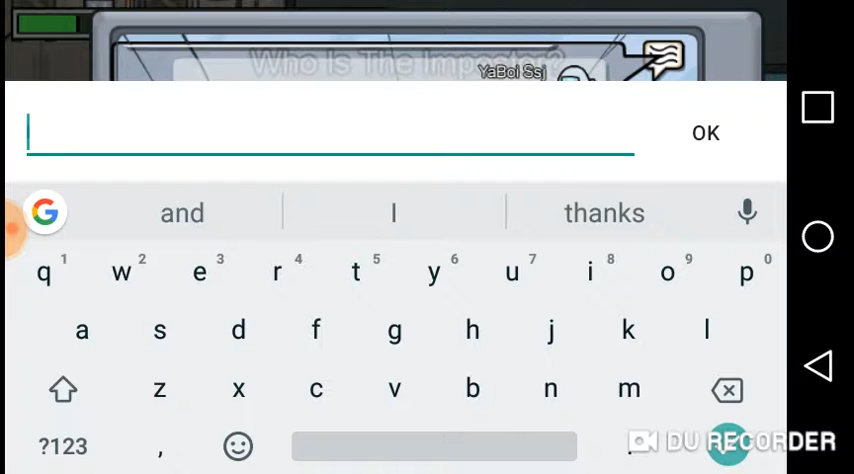 Who Is The Impostor?
YaBoi Ssj
OK
G and I thanks
q 1 w 2 e 3 r 4 t 5 y 6 u 7 i 8 o 9 p 0
a s d f g h j k l
z x c v b n m
?123 , .
DU RECORDER